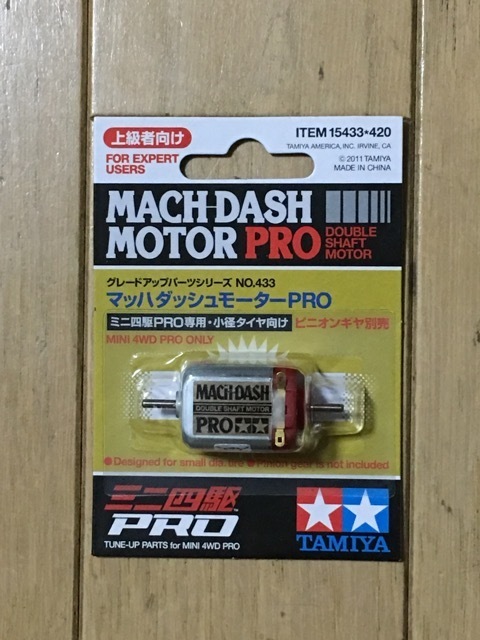 上級者向け
FOR EXPERT
USERS
ITEM 15433*420
TAMIYA AMERICA, INC. IRVINE, CA
© 2011 TAMIYA
MADE IN CHINA
MACH-DASH
MOTOR PRO
DOUBLE
SHAFT
MOTOR
グレードアップパーツシリーズ NO.433
マッハダッシュモーターPRO
ミニ四駆PRO専用・小径タイヤ向け ピニオンギヤ別売
MINI 4WD PRO ONLY
MACH-DASH
DOUBLE SHAFT MOTOR
PRO
●Designed for small dia. tire ●Pinion gear is not included
ミニ四駆
PRO
TUNE-UP PARTS for MINI 4WD PRO
TAMIYA